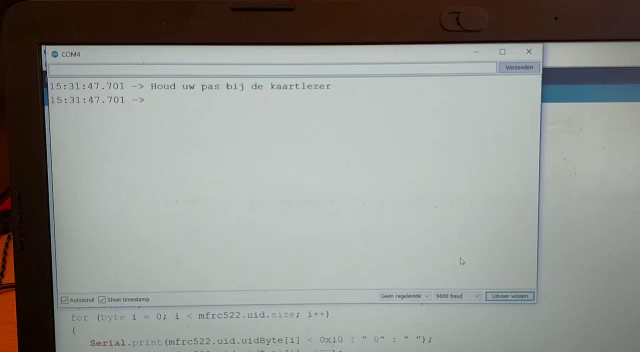 COM4
Verzenden
15:31:47.701 -> Houd uw pas bij de kaartlezer
15:31:47.701 ->
Autoscroll Show timestamp Geen regeleinde 9600 baud Uitvoer wissen
for (byte i = 0; i < mfrc522.uid.size; i++)
{
Serial.print(mfrc522.uid.uidByte[i] < 0x10 ? " 0" : " ");